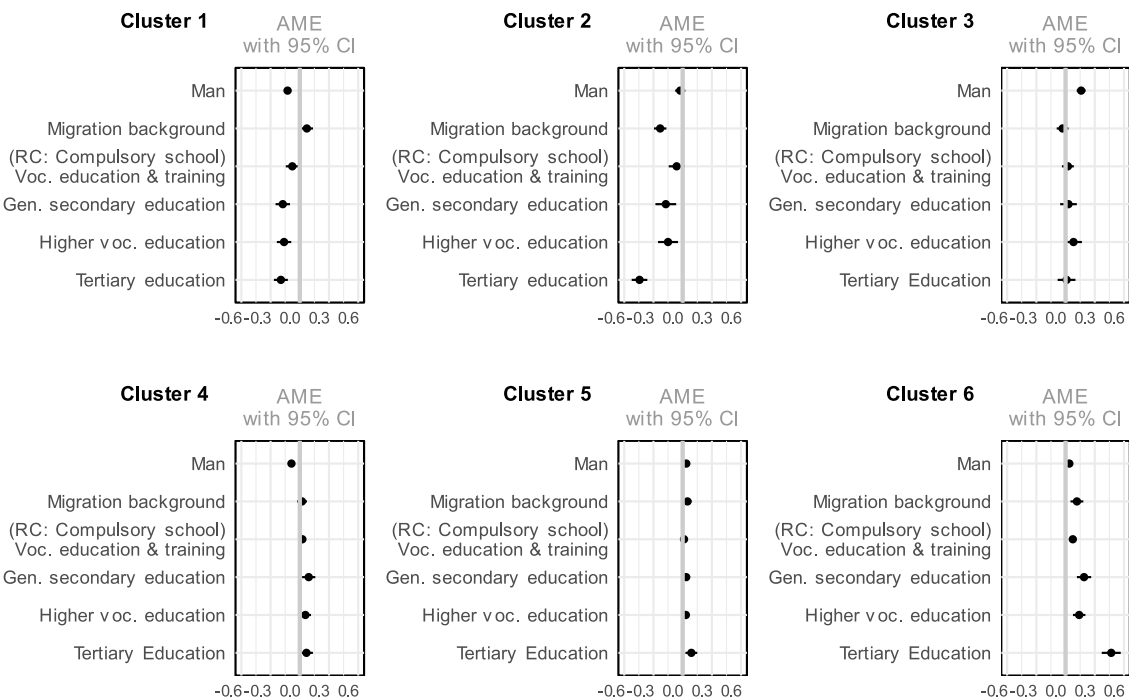 Cluster 1
AME
with 95% CI
Man
Migration background
(RC: Compulsory school)
Voc. education & training
Gen. secondary education
Higher voc. education
Tertiary education
-0.6 -0.3 0.0 0.3 0.6
Cluster 2
AME
with 95% CI
Man
Migration background
(RC: Compulsory school)
Voc. education & training
Gen. secondary education
Higher voc. education
Tertiary education
-0.6 -0.3 0.0 0.3 0.6
Cluster 3
AME
with 95% CI
Man
Migration background
(RC: Compulsory school)
Voc. education & training
Gen. secondary education
Higher voc. education
Tertiary Education
-0.6 -0.3 0.0 0.3 0.6
Cluster 4
AME
with 95% CI
Man
Migration background
(RC: Compulsory school)
Voc. education & training
Gen. secondary education
Higher voc. education
Tertiary Education
-0.6 -0.3 0.0 0.3 0.6
Cluster 5
AME
with 95% CI
Man
Migration background
(RC: Compulsory school)
Voc. education & training
Gen. secondary education
Higher voc. education
Tertiary Education
-0.6 -0.3 0.0 0.3 0.6
Cluster 6
AME
with 95% CI
Man
Migration background
(RC: Compulsory school)
Voc. education & training
Gen. secondary education
Higher voc. education
Tertiary Education
-0.6 -0.3 0.0 0.3 0.6